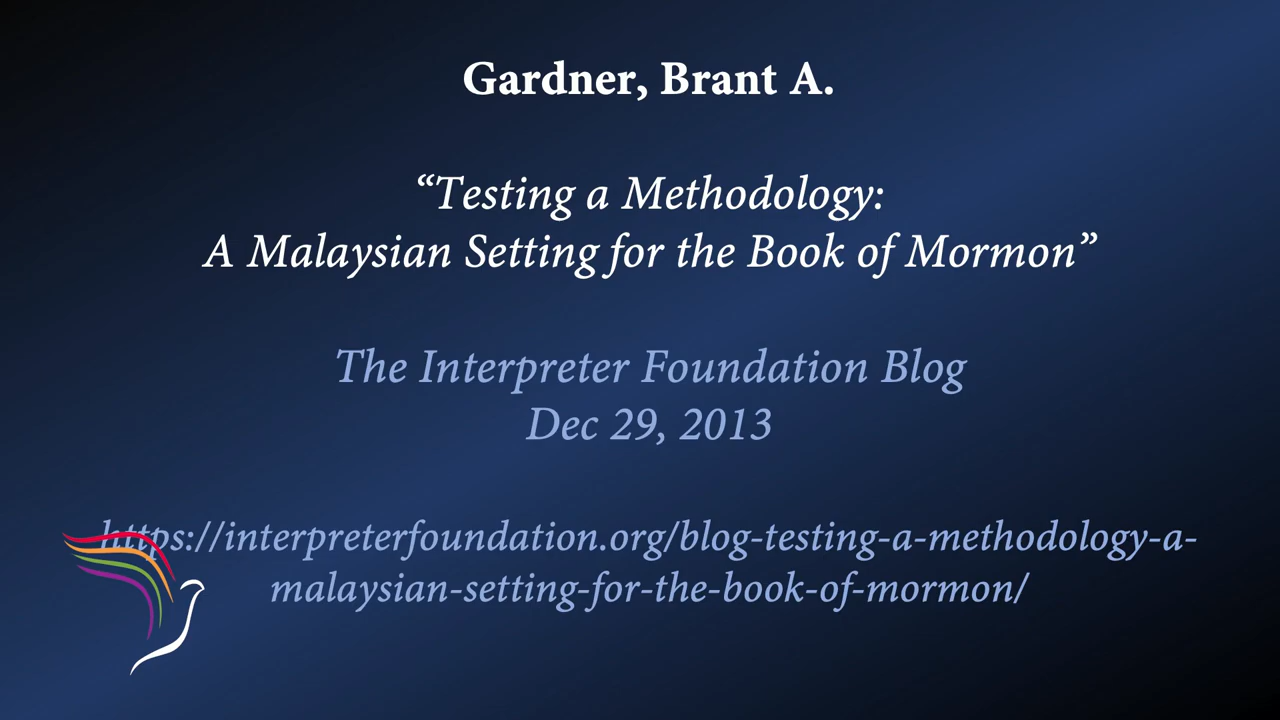 Gardner, Brant A.
“Testing a Methodology:
A Malaysian Setting for the Book of Mormon”
The Interpreter Foundation Blog
Dec 29, 2013
https://interpreterfoundation.org/blog-testing-a-methodology-a-
malaysian-setting-for-the-book-of-mormon/